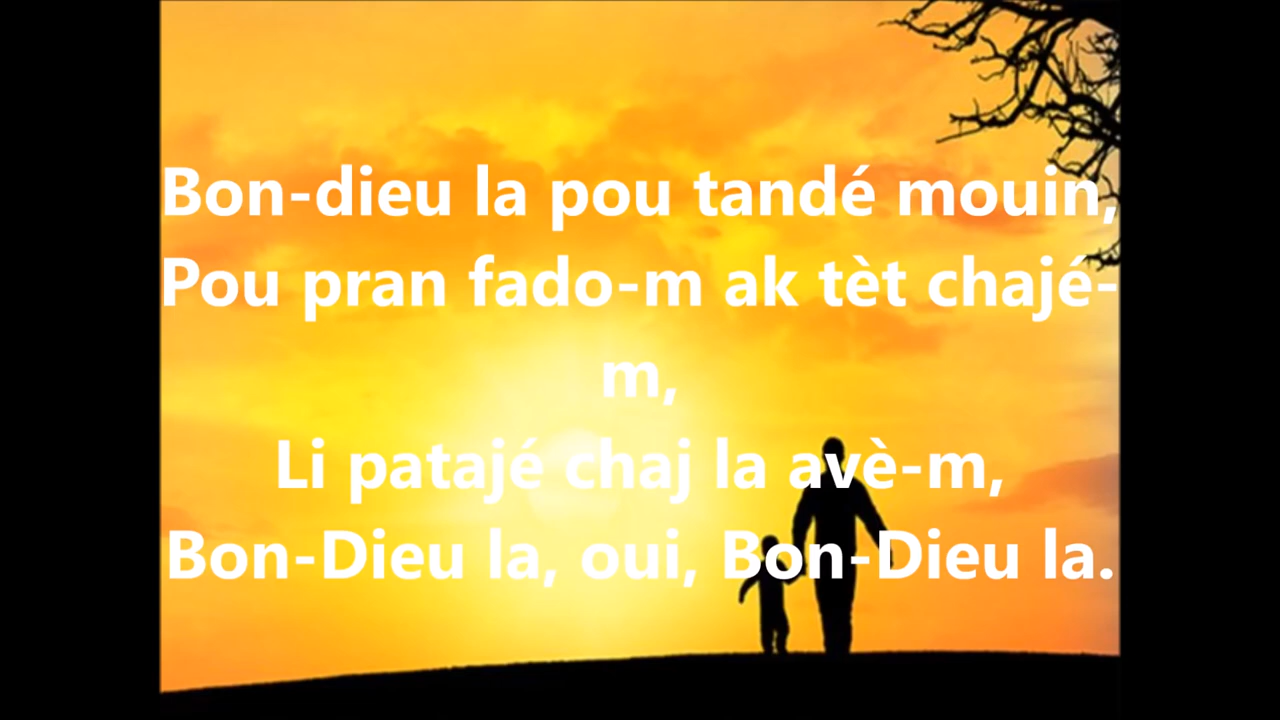 Bon-dieu la pou tandé mouin,
Pou pran fado-m ak tèt chajé-
m,
Li patajé chaj la avè-m,
Bon-Dieu la, oui, Bon-Dieu la.